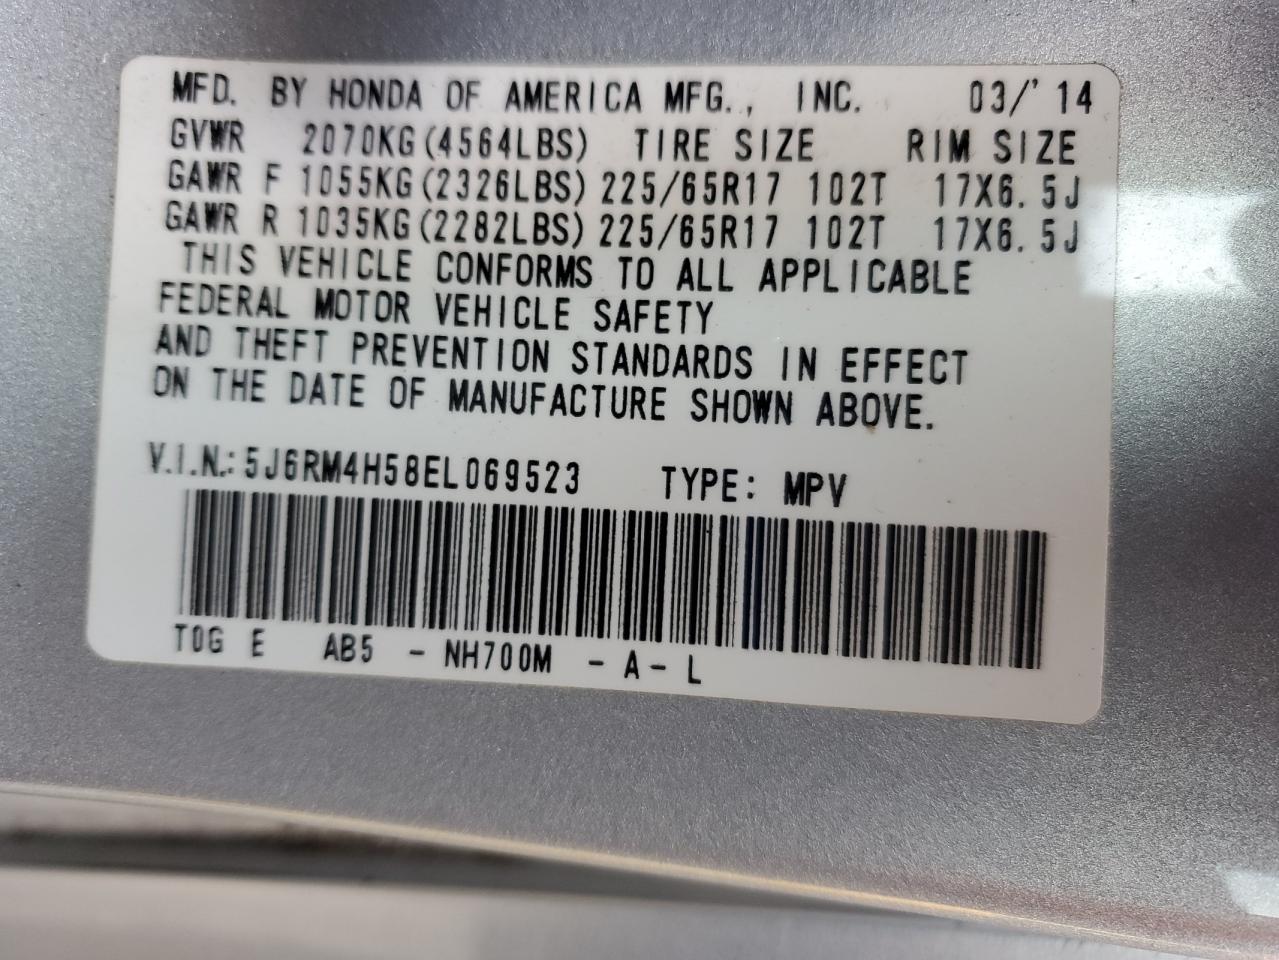 MFD. BY HONDA OF AMERICA MFG., INC. 03/'14
GVWR 2070KG(4564LBS) TIRE SIZE RIM SIZE
GAWR F 1055KG(2326LBS) 225/65R17 102T 17X6.5J
GAWR R 1035KG(2282LBS) 225/65R17 102T 17X6.5J
THIS VEHICLE CONFORMS TO ALL APPLICABLE
FEDERAL MOTOR VEHICLE SAFETY
AND THEFT PREVENTION STANDARDS IN EFFECT
ON THE DATE OF MANUFACTURE SHOWN ABOVE.
V.I.N.: 5J6RM4H58EL069523 TYPE: MPV
T0G E AB5 - NH700M - A - L